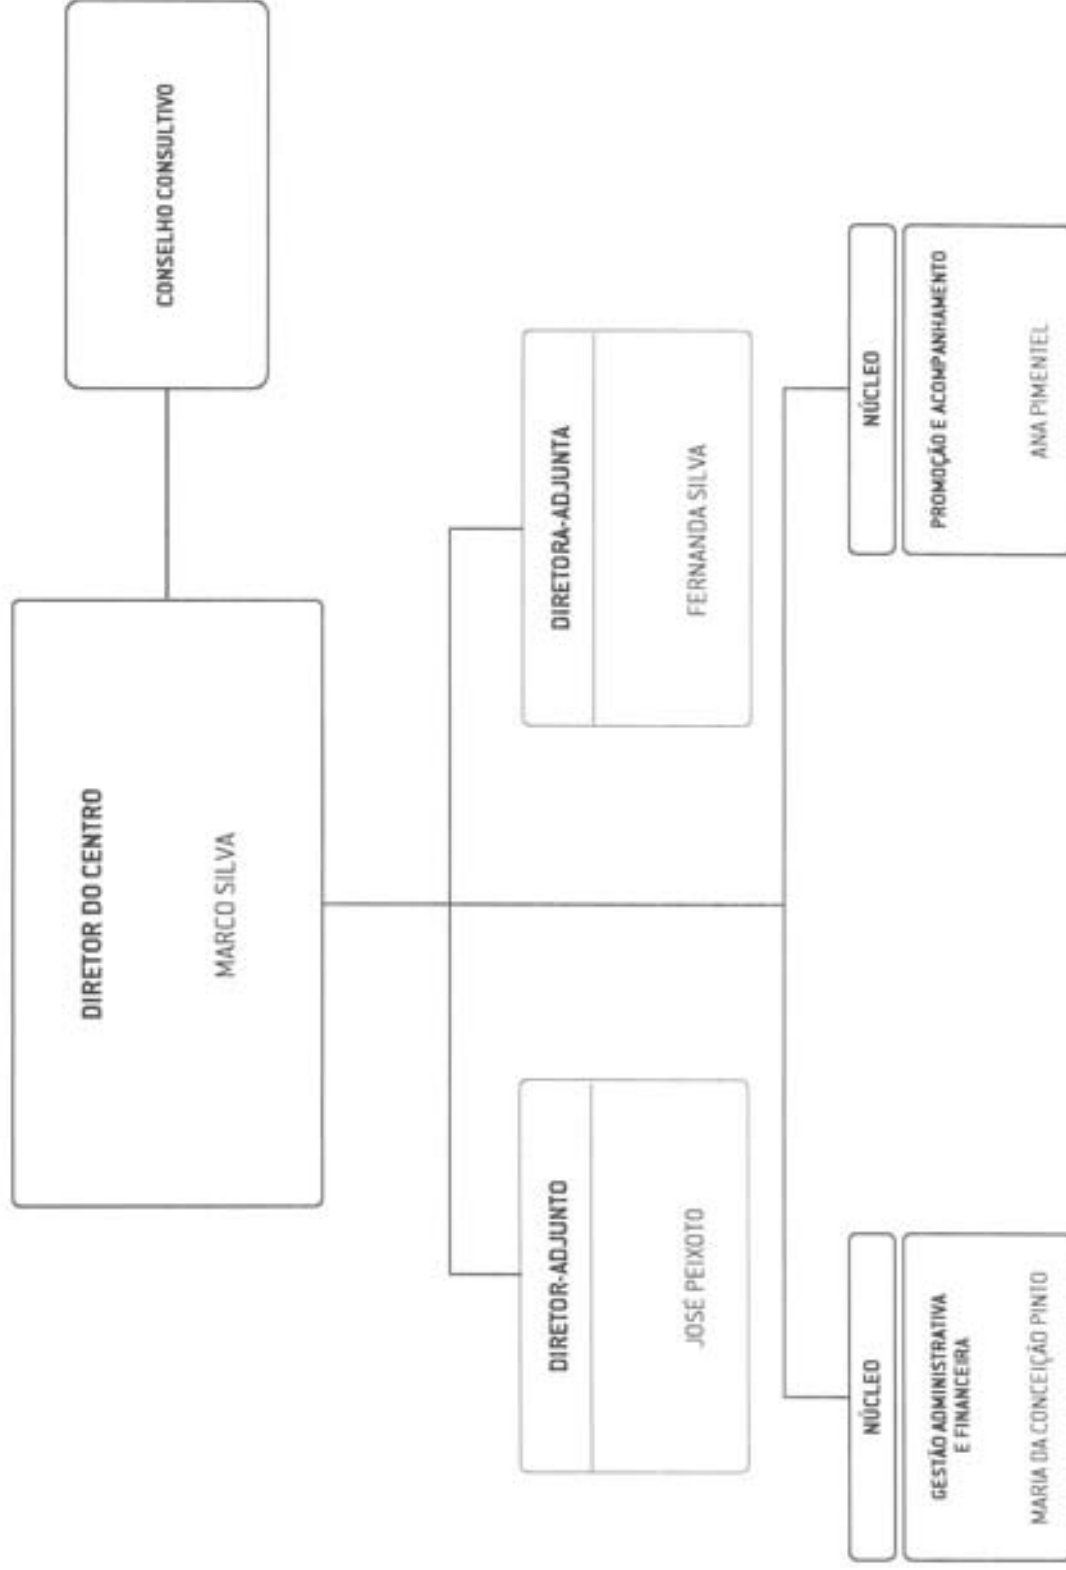 DIRETOR DO CENTRO
MARCO SILVA
CONSELHO CONSULTIVO
DIRETOR-ADJUNTO
JOSÉ PEIXOTO
DIRETORA-ADJUNTA
FERNANDA SILVA
NÚCLEO
GESTÃO ADMINISTRATIVA
E FINANCEIRA
MARIA DA CONCEIÇÃO PINTO
NÚCLEO
PROMOÇÃO E ACOMPANHAMENTO
ANA PIMENTEL